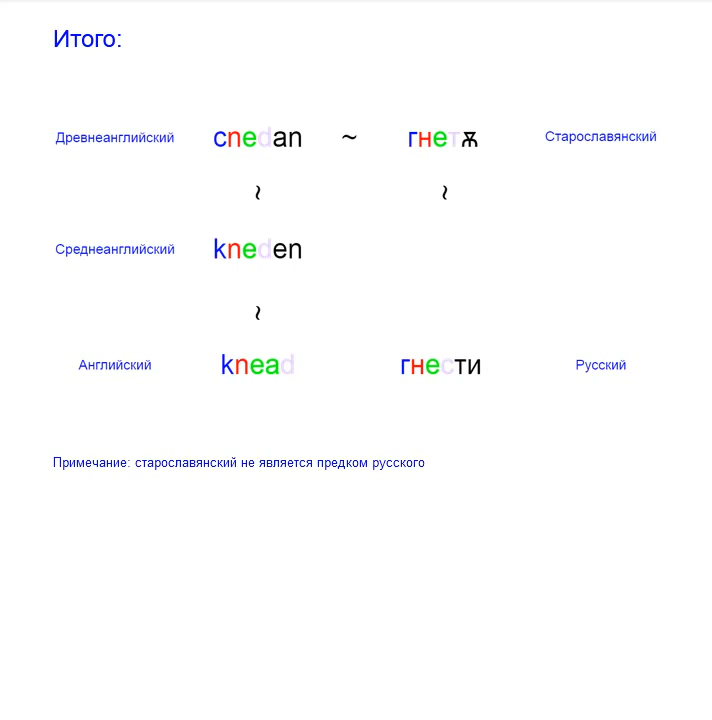 Итого:
Древнеанглийский cnedan ~ гнетѫ Старославянский
~ ~
Среднеанглийский kneden
~
Английский knead гнести Русский
Примечание: старославянский не является предком русского